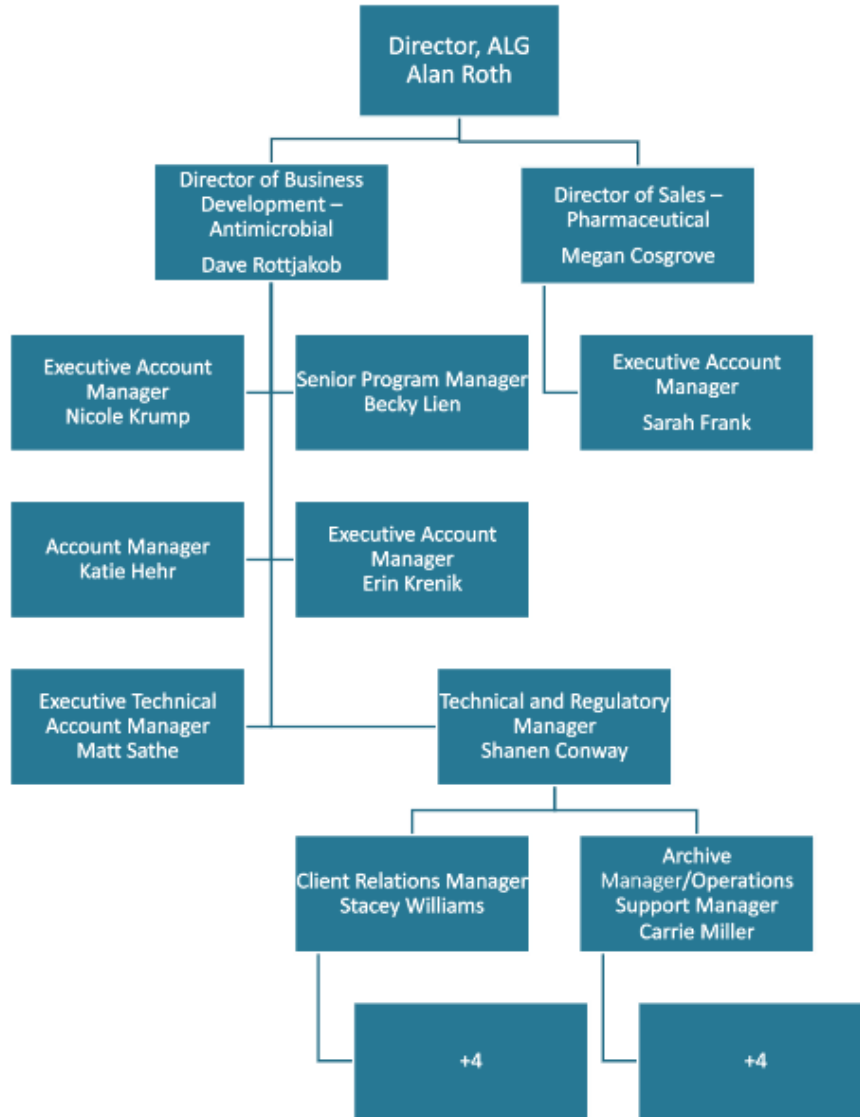 Director, ALG
Alan Roth
Director of Business
Development –
Antimicrobial
Dave Rottjakob
Director of Sales –
Pharmaceutical
Megan Cosgrove
Executive Account
Manager
Nicole Krump
Senior Program Manager
Becky Lien
Executive Account
Manager
Sarah Frank
Account Manager
Katie Hehr
Executive Account
Manager
Erin Krenik
Executive Technical
Account Manager
Matt Sathe
Technical and Regulatory
Manager
Shanen Conway
Client Relations Manager
Stacey Williams
Archive
Manager/Operations
Support Manager
Carrie Miller
+4
+4